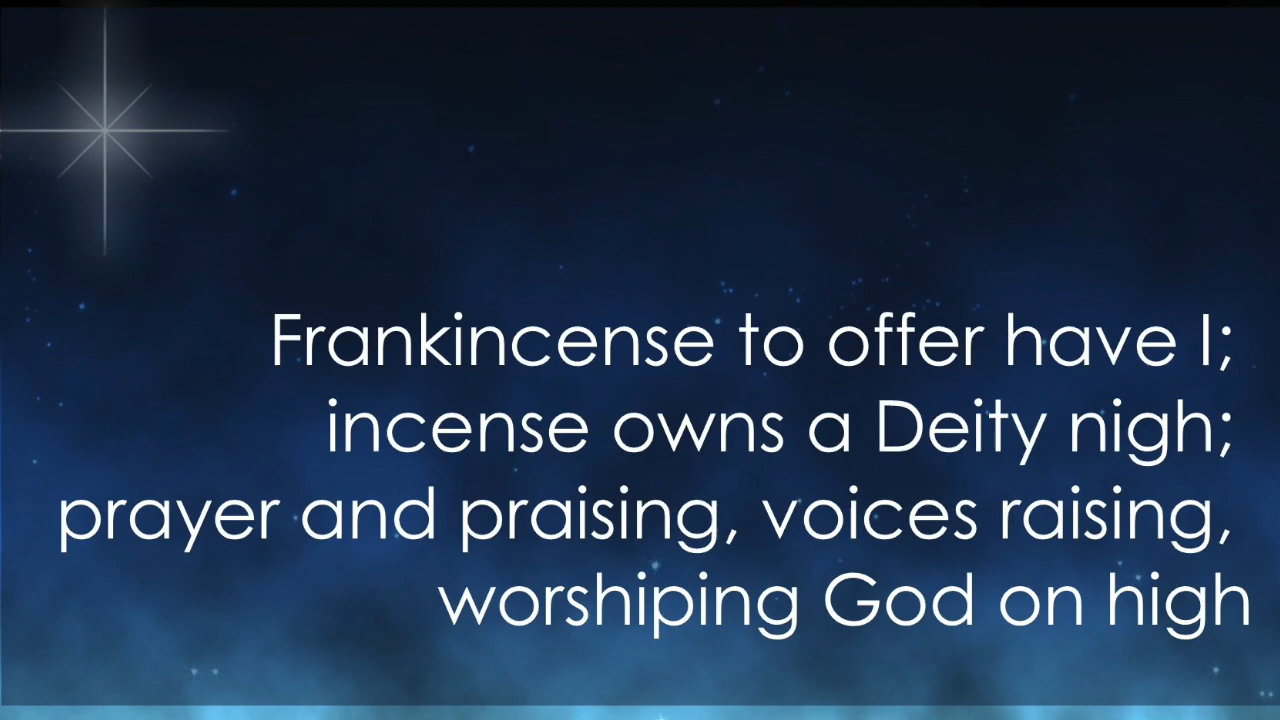 Frankincense to offer have I;
incense owns a Deity nigh;
prayer and praising, voices raising,
worshiping God on high